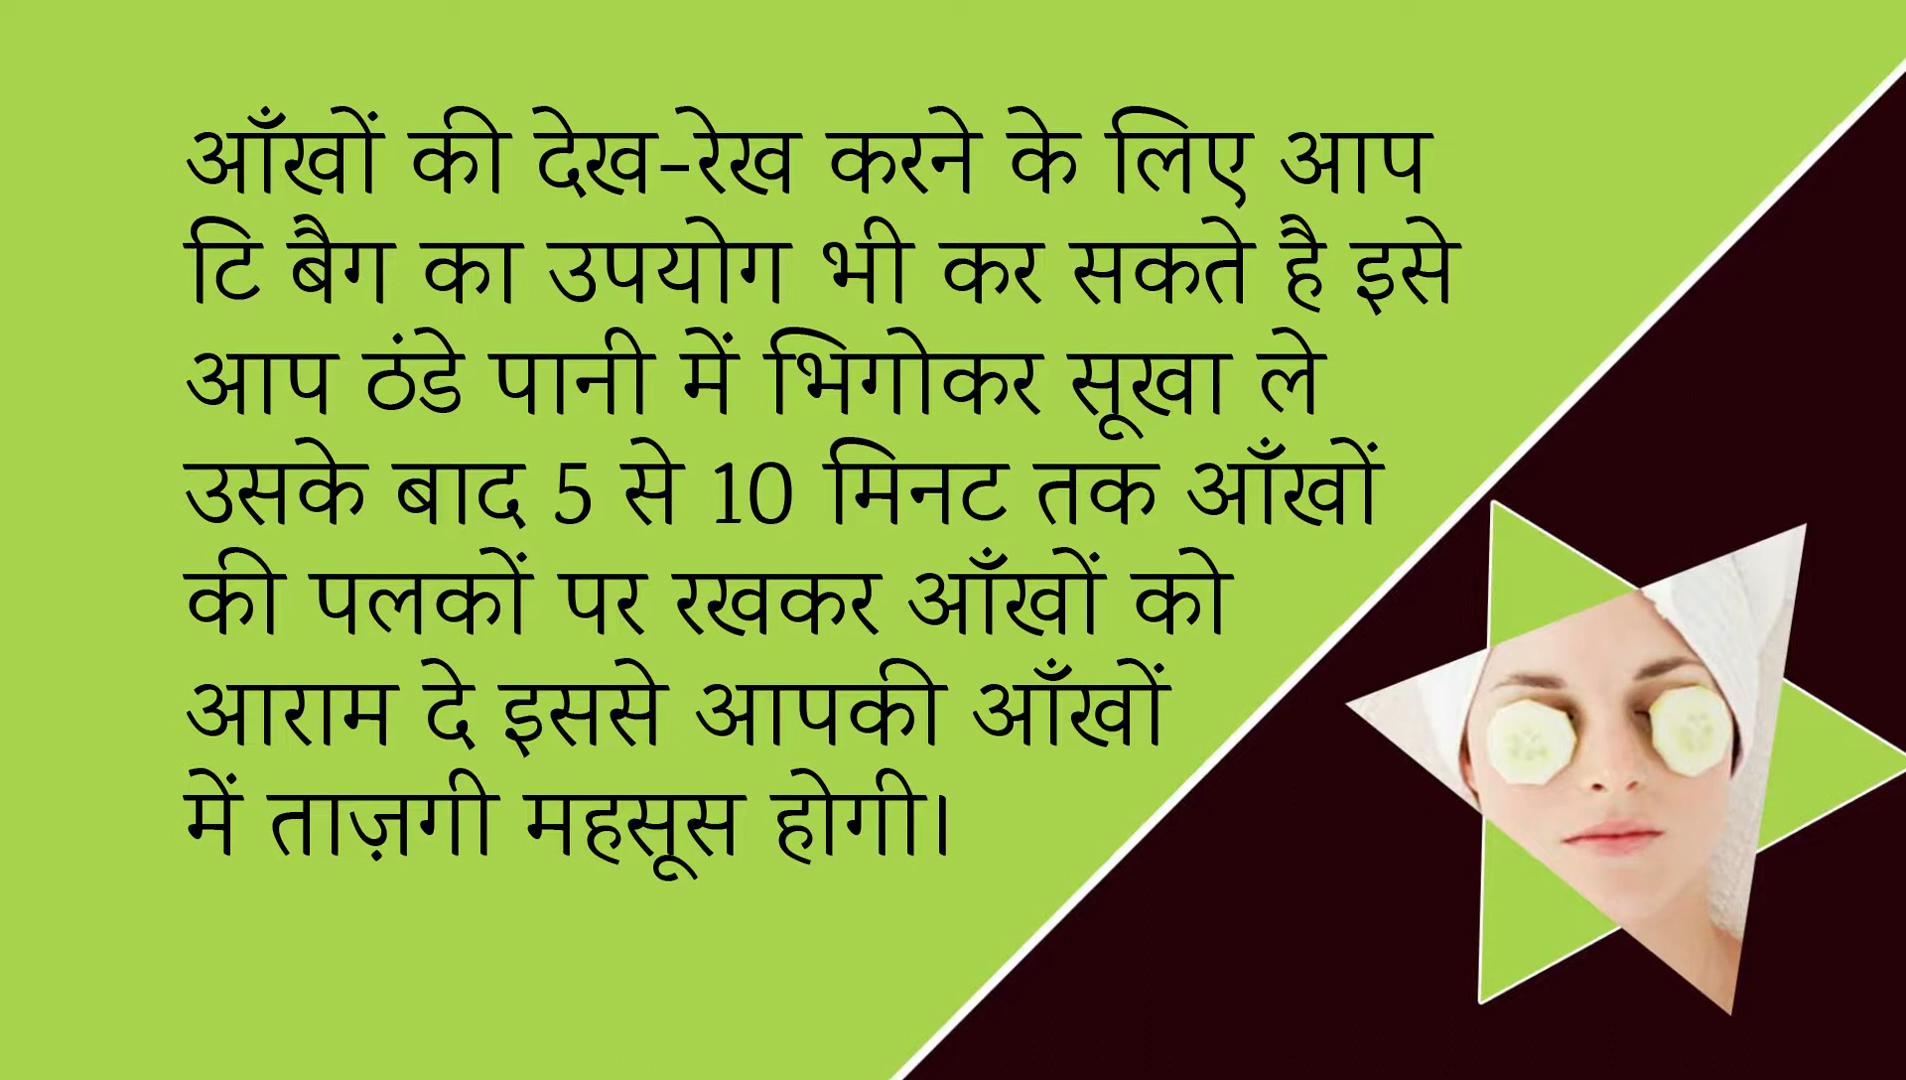 आँखों की देख-रेख करने के लिए आप
टि बैग का उपयोग भी कर सकते है इसे
आप ठंडे पानी में भिगोकर सूखा ले
उसके बाद 5 से 10 मिनट तक आँखों
की पलकों पर रखकर आँखों को
आराम दे इससे आपकी आँखों
में ताज़गी महसूस होगी।